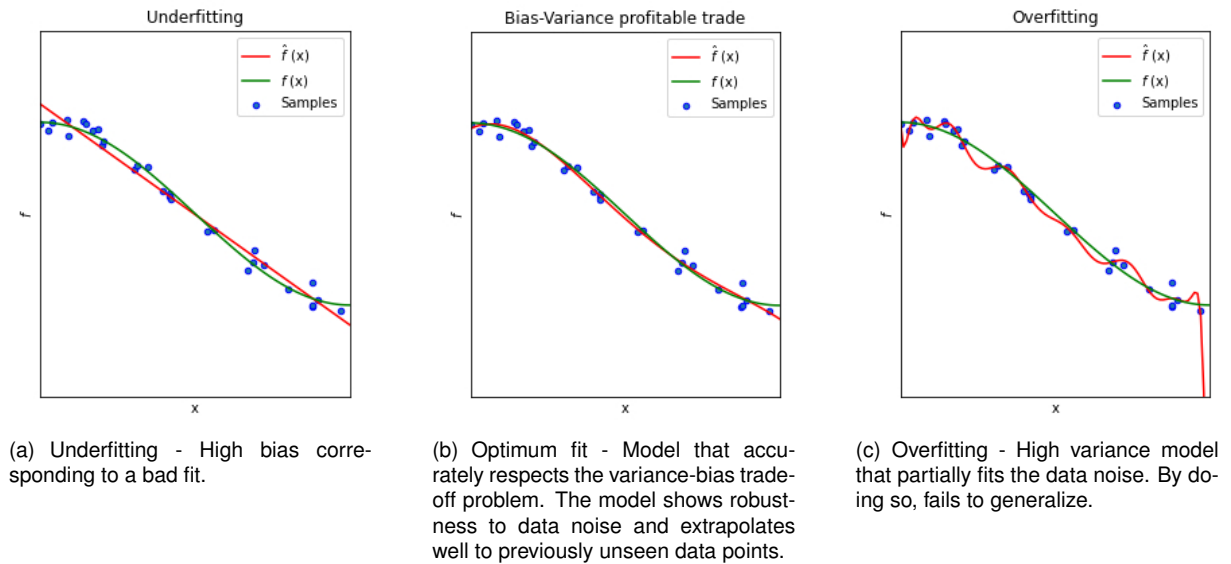 Underfitting
f̂ (x)
f (x)
Samples
f
x
(a) Underfitting - High bias corre-
sponding to a bad fit.
Bias-Variance profitable trade
f̂ (x)
f (x)
Samples
f
x
(b) Optimum fit - Model that accu-
rately respects the variance-bias trade-
off problem. The model shows robust-
ness to data noise and extrapolates
well to previously unseen data points.
Overfitting
f̂ (x)
f (x)
Samples
f
x
(c) Overfitting - High variance model
that partially fits the data noise. By do-
ing so, fails to generalize.